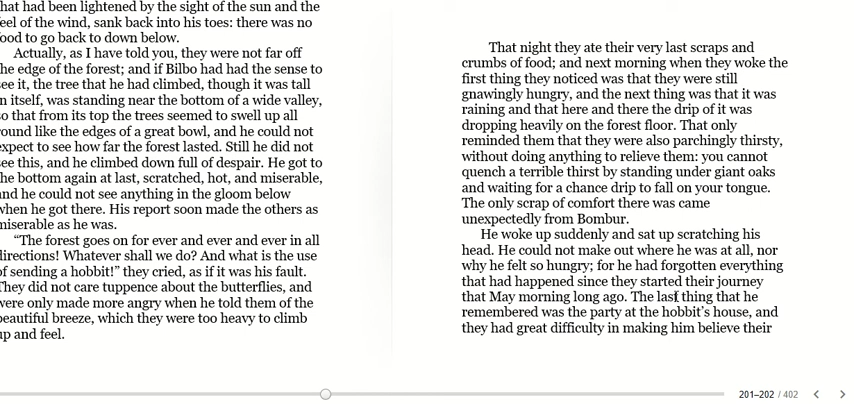 that had been lightened by the sight of the sun and the
feel of the wind, sank back into his toes: there was no
food to go back to down below.
Actually, as I have told you, they were not far off
the edge of the forest; and if Bilbo had had the sense to
see it, the tree that he had climbed, though it was tall
in itself, was standing near the bottom of a wide valley,
so that from its top the trees seemed to swell up all
round like the edges of a great bowl, and he could not
expect to see how far the forest lasted. Still he did not
see this, and he climbed down full of despair. He got to
the bottom again at last, scratched, hot, and miserable,
and he could not see anything in the gloom below
when he got there. His report soon made the others as
miserable as he was.
“The forest goes on for ever and ever and ever in all
directions! Whatever shall we do? And what is the use
of sending a hobbit!” they cried, as if it was his fault.
They did not care tuppence about the butterflies, and
were only made more angry when he told them of the
beautiful breeze, which they were too heavy to climb
up and feel.
That night they ate their very last scraps and
crumbs of food; and next morning when they woke the
first thing they noticed was that they were still
gnawingly hungry, and the next thing was that it was
raining and that here and there the drip of it was
dropping heavily on the forest floor. That only
reminded them that they were also parchingly thirsty,
without doing anything to relieve them: you cannot
quench a terrible thirst by standing under giant oaks
and waiting for a chance drip to fall on your tongue.
The only scrap of comfort there was came
unexpectedly from Bombur.
He woke up suddenly and sat up scratching his
head. He could not make out where he was at all, nor
why he felt so hungry; for he had forgotten everything
that had happened since they started their journey
that May morning long ago. The last thing that he
remembered was the party at the hobbit’s house, and
they had great difficulty in making him believe their
201–202 / 402